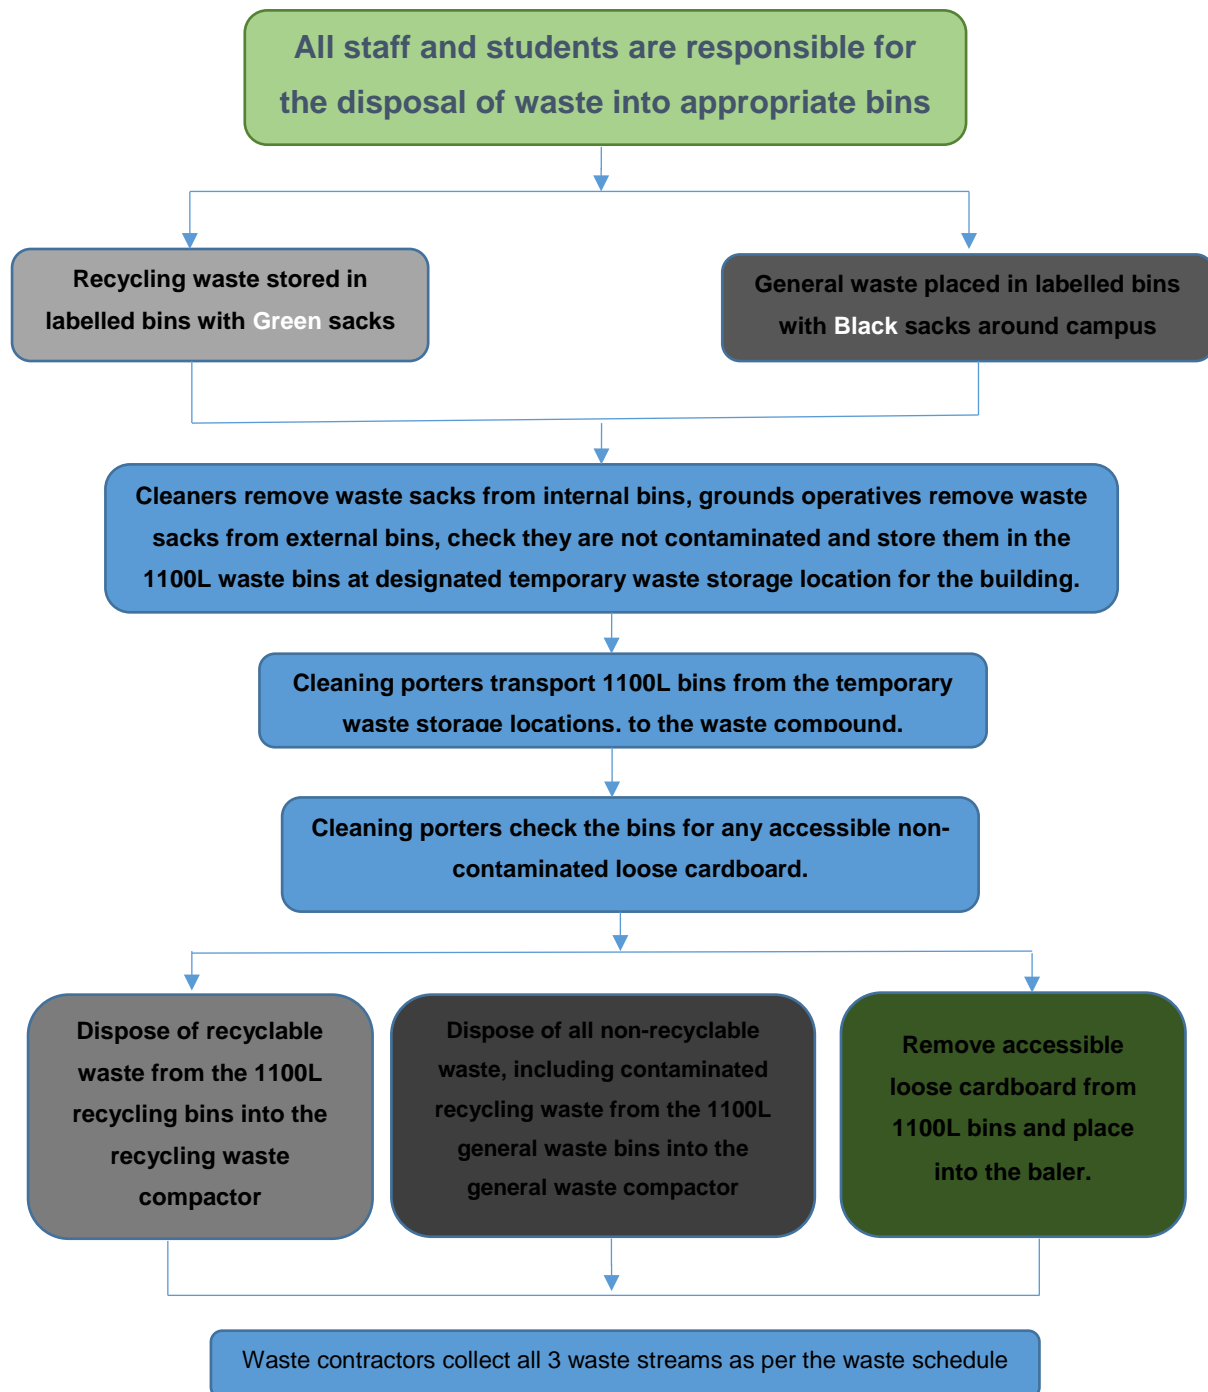 All staff and students are responsible for
the disposal of waste into appropriate bins
Recycling waste stored in
labelled bins with Green sacks
General waste placed in labelled bins
with Black sacks around campus
Cleaners remove waste sacks from internal bins, grounds operatives remove waste
sacks from external bins, check they are not contaminated and store them in the
1100L waste bins at designated temporary waste storage location for the building.
Cleaning porters transport 1100L bins from the temporary
waste storage locations, to the waste compound.
Cleaning porters check the bins for any accessible non-
contaminated loose cardboard.
Dispose of recyclable
waste from the 1100L
recycling bins into the
recycling waste
compactor
Dispose of all non-recyclable
waste, including contaminated
recycling waste from the 1100L
general waste bins into the
general waste compactor
Remove accessible
loose cardboard from
1100L bins and place
into the baler.
Waste contractors collect all 3 waste streams as per the waste schedule